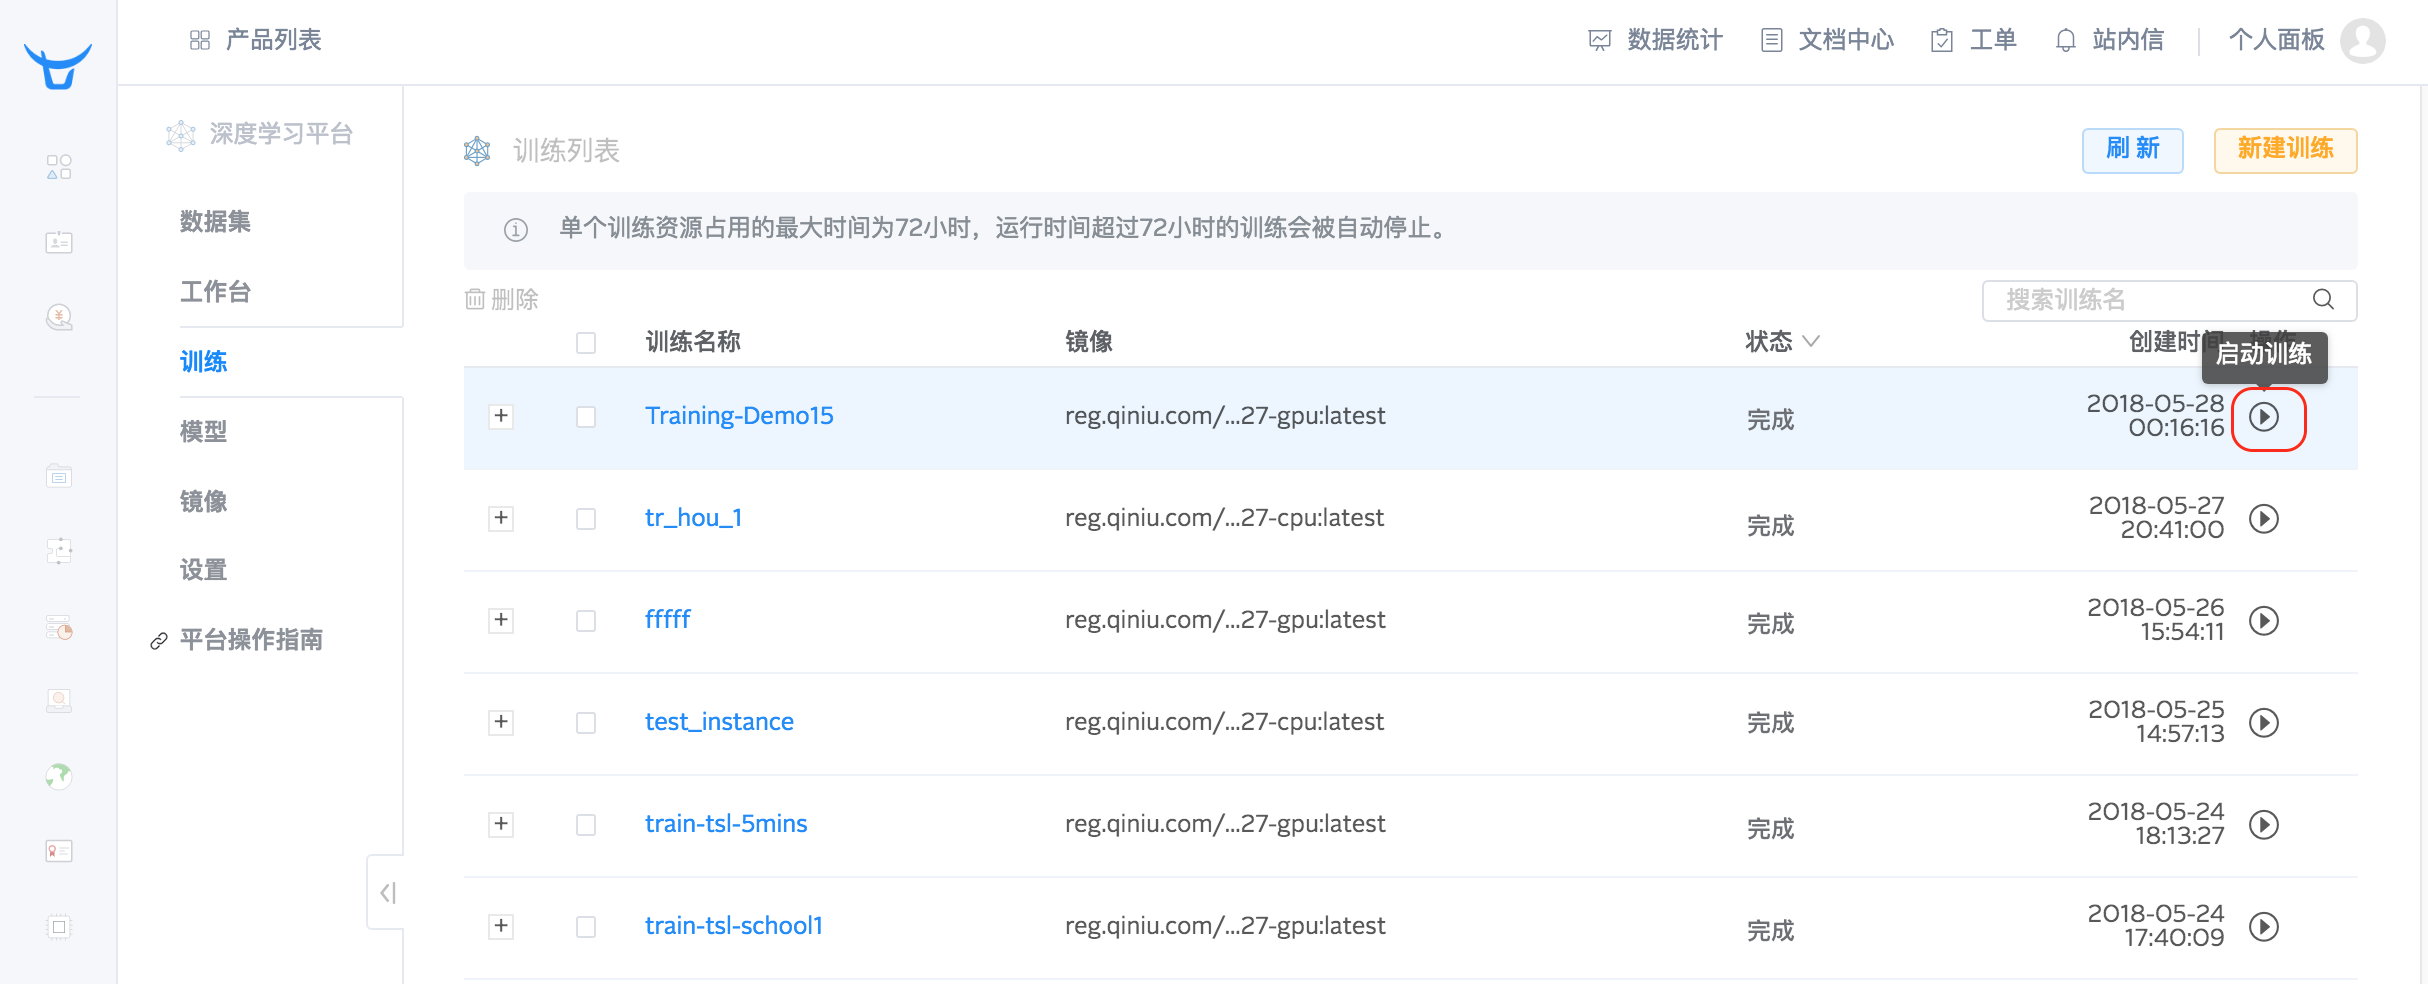 产品列表
数据统计
文档中心
工单
站内信
个人面板
深度学习平台
数据集
工作台
训练
模型
镜像
设置
平台操作指南
训练列表
刷 新
新建训练
单个训练资源占用的最大时间为72小时，运行时间超过72小时的训练会被自动停止。
删除
搜索训练名
训练名称 镜像 状态 创建时间 操作
启动训练
Training-Demo15 reg.qiniu.com/...27-gpu:latest 完成 2018-05-28
00:16:16
tr_hou_1 reg.qiniu.com/...27-cpu:latest 完成 2018-05-27
20:41:00
fffff reg.qiniu.com/...27-gpu:latest 完成 2018-05-26
15:54:11
test_instance reg.qiniu.com/...27-cpu:latest 完成 2018-05-25
14:57:13
train-tsl-5mins reg.qiniu.com/...27-gpu:latest 完成 2018-05-24
18:13:27
train-tsl-school1 reg.qiniu.com/...27-gpu:latest 完成 2018-05-24
17:40:09